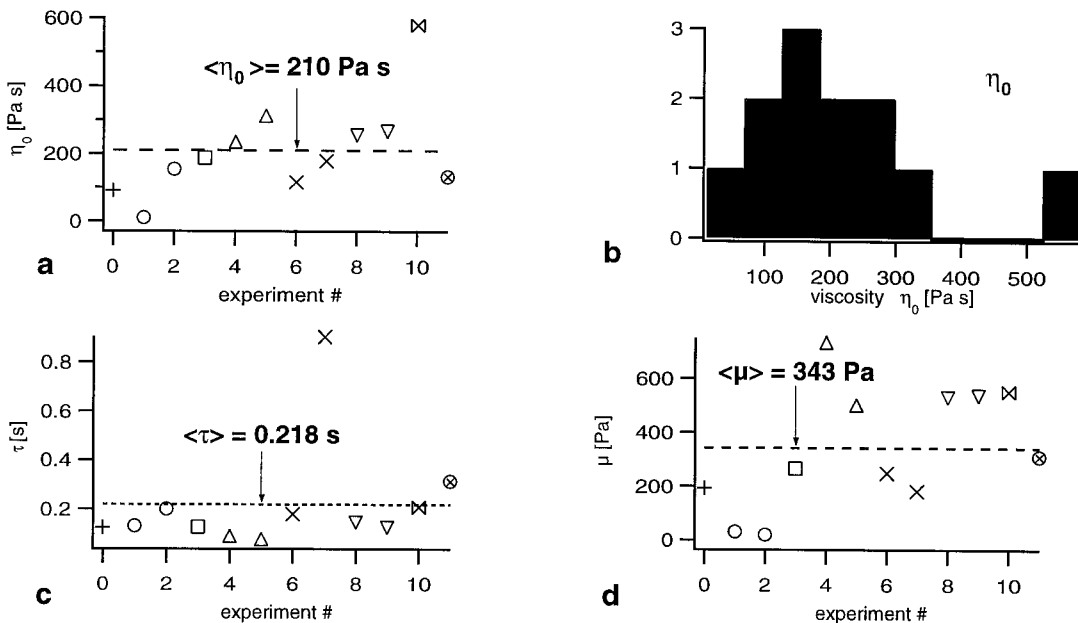 600
400
200
0
η₀ [Pa s]
<η₀>= 210 Pa s
0 2 4 6 8 10
experiment #
a
3
2
1
0
η₀
100 200 300 400 500
viscosity η₀ [Pa s]
b
0.8
0.6
0.4
0.2
τ [s]
<τ> = 0.218 s
0 2 4 6 8 10
experiment #
c
600
400
200
0
μ [Pa]
<μ> = 343 Pa
0 2 4 6 8 10
experiment #
d